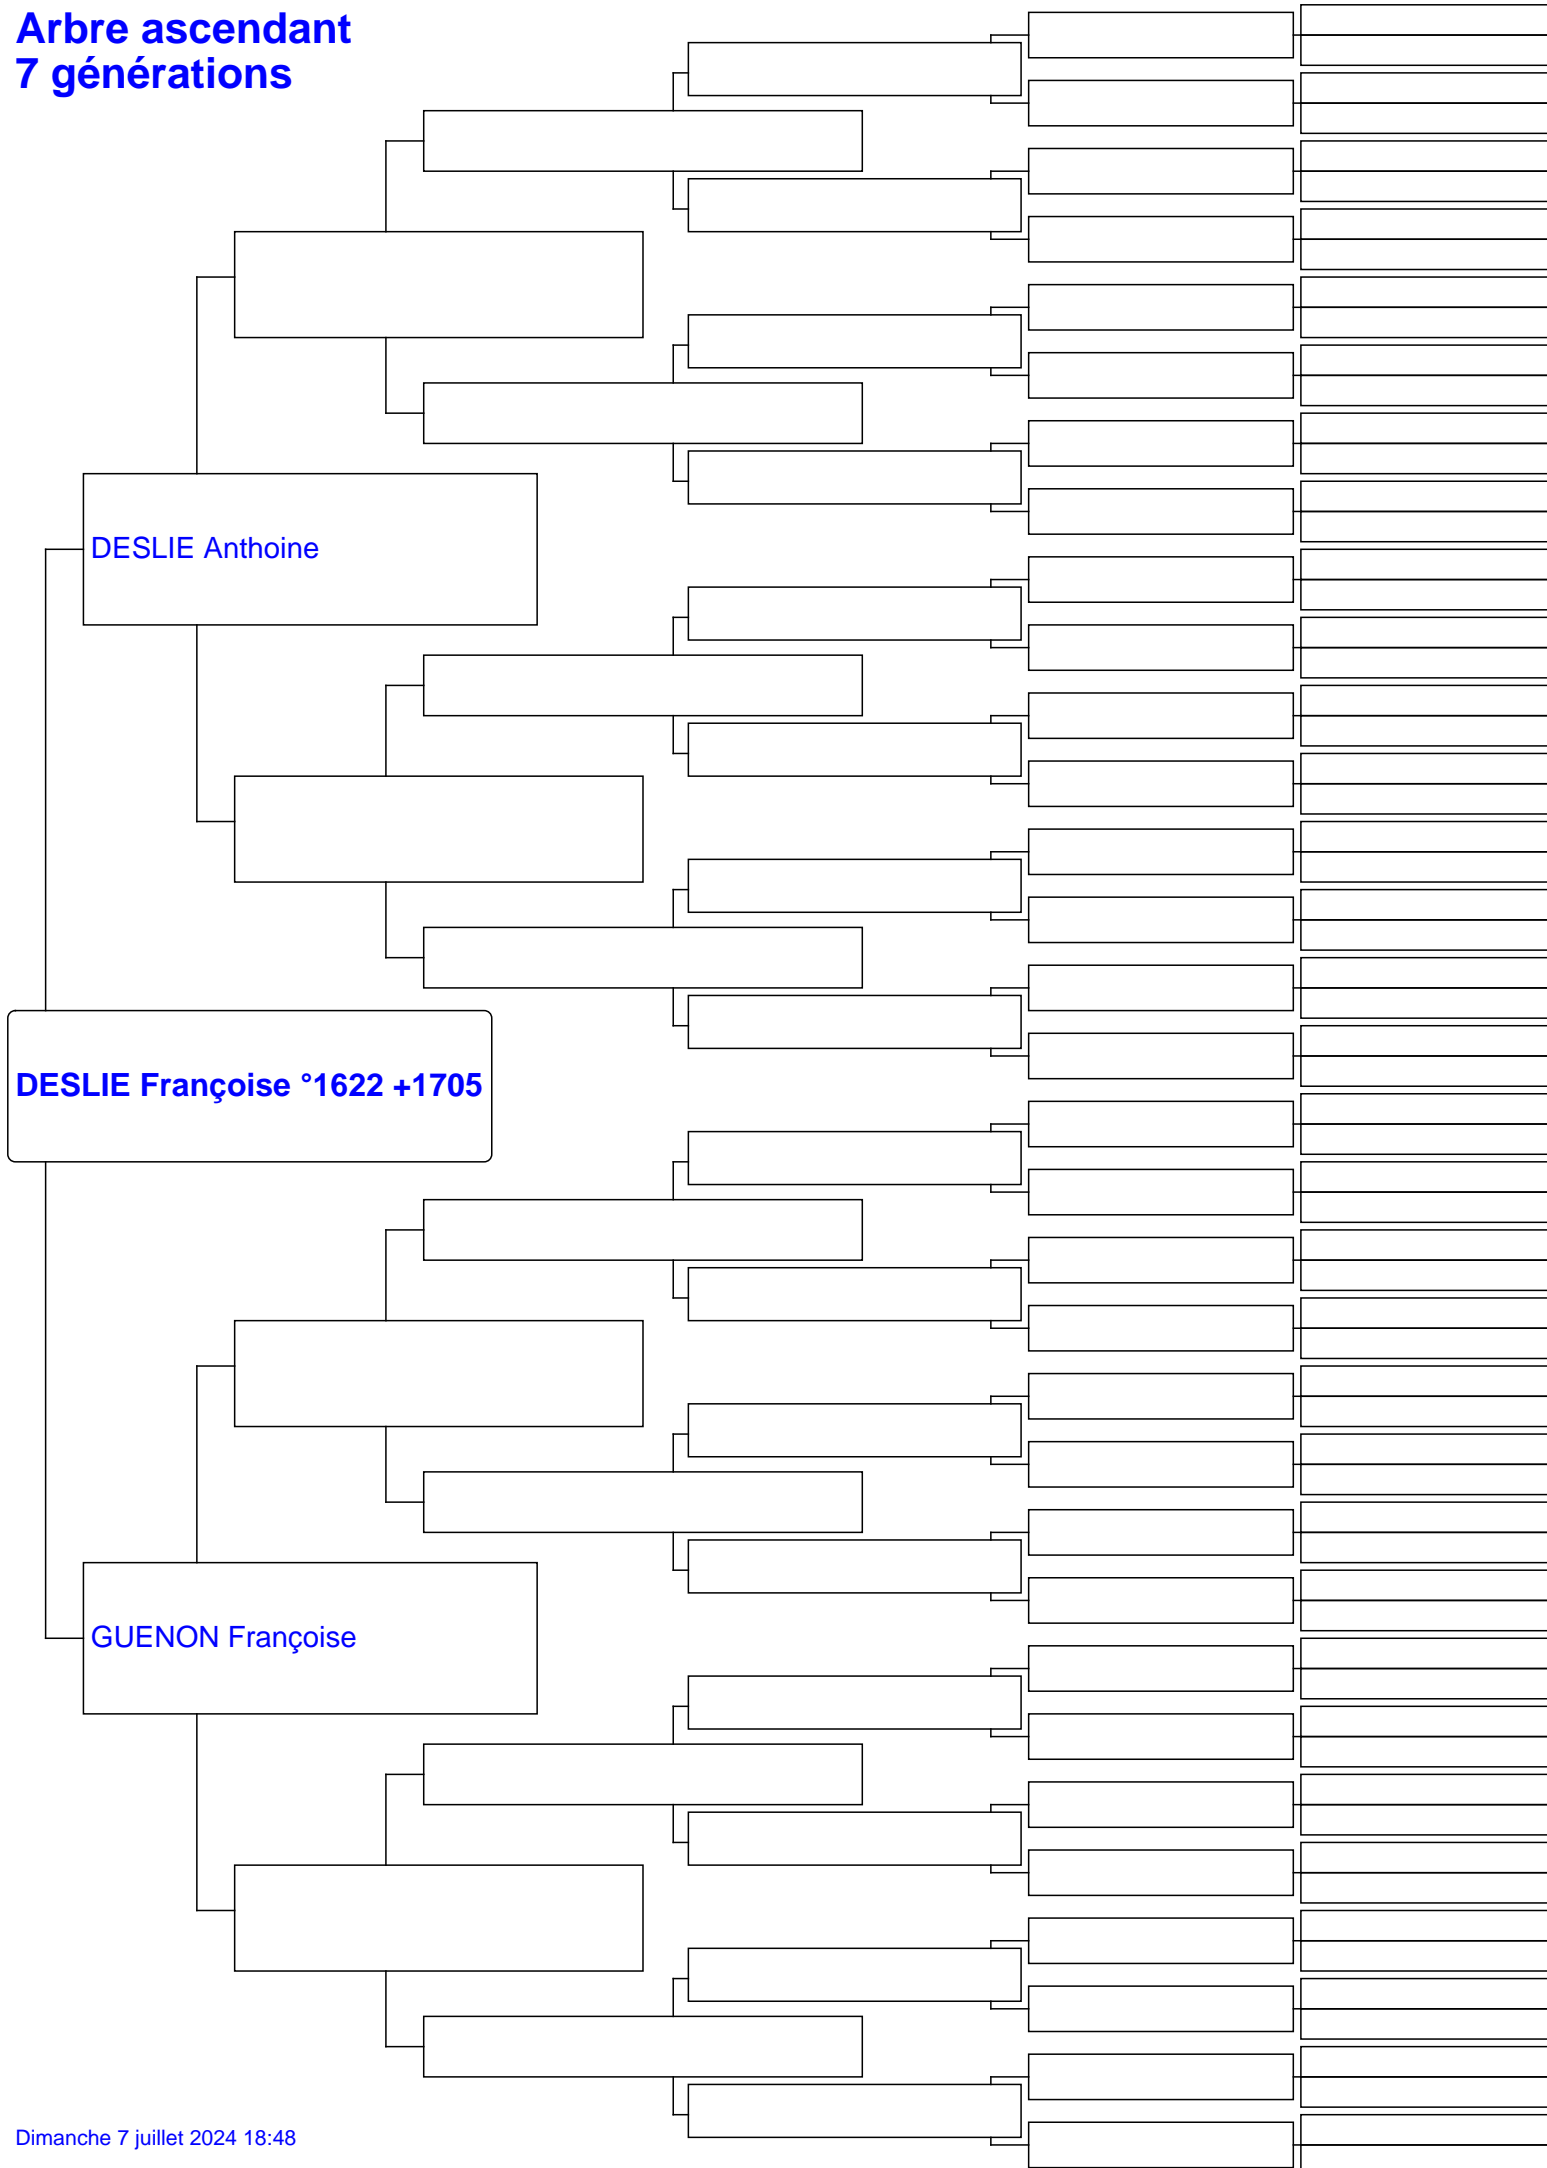 Arbre ascendant
7 générations
DESLIE Anthoine
DESLIE Françoise °1622 +1705
GUENON Françoise
Dimanche 7 juillet 2024 18:48